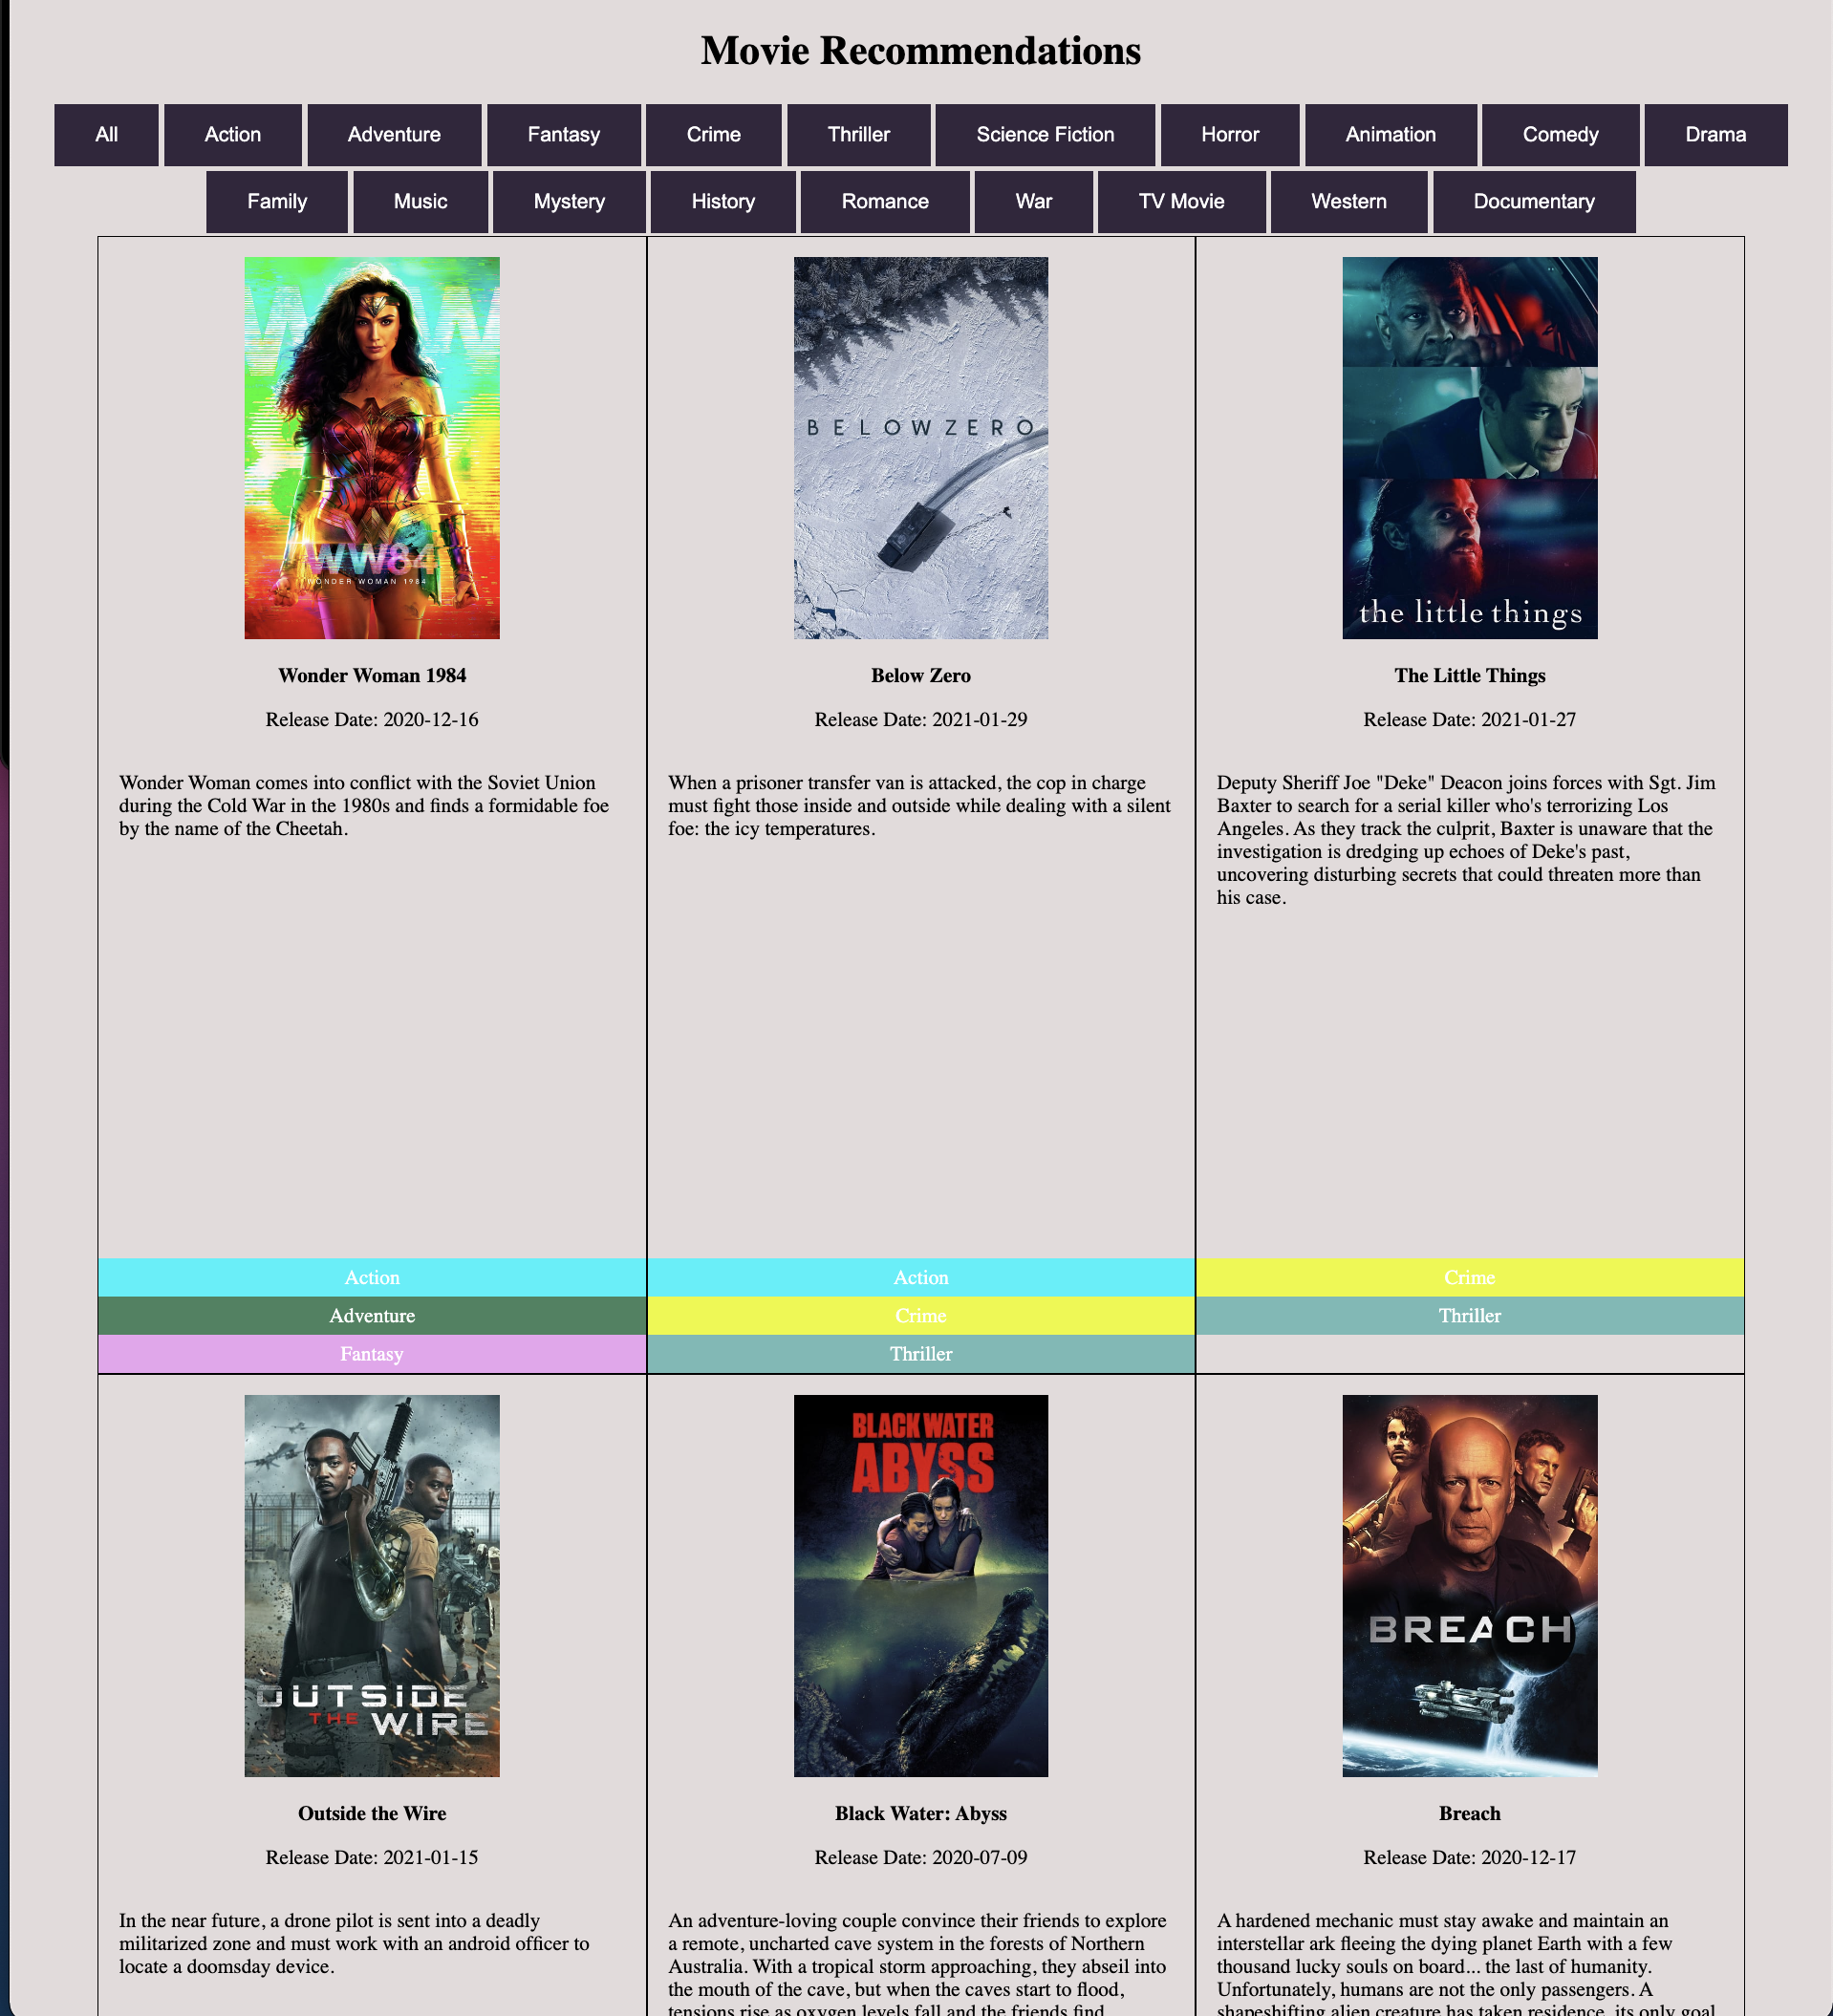 Movie Recommendations
All Action Adventure Fantasy Crime Thriller Science Fiction Horror Animation Comedy Drama
Family Music Mystery History Romance War TV Movie Western Documentary
WW84
WONDER WOMAN 1984
Wonder Woman 1984
Release Date: 2020-12-16
Wonder Woman comes into conflict with the Soviet Union
during the Cold War in the 1980s and finds a formidable foe
by the name of the Cheetah.
Action
Adventure
Fantasy
BELOW ZERO
Below Zero
Release Date: 2021-01-29
When a prisoner transfer van is attacked, the cop in charge
must fight those inside and outside while dealing with a silent
foe: the icy temperatures.
Action
Crime
Thriller
the little things
The Little Things
Release Date: 2021-01-27
Deputy Sheriff Joe "Deke" Deacon joins forces with Sgt. Jim
Baxter to search for a serial killer who's terrorizing Los
Angeles. As they track the culprit, Baxter is unaware that the
investigation is dredging up echoes of Deke's past,
uncovering disturbing secrets that could threaten more than
his case.
Crime
Thriller
OUTSIDE
THE WIRE
Outside the Wire
Release Date: 2021-01-15
In the near future, a drone pilot is sent into a deadly
militarized zone and must work with an android officer to
locate a doomsday device.
BLACK WATER
ABYSS
Black Water: Abyss
Release Date: 2020-07-09
An adventure-loving couple convince their friends to explore
a remote, uncharted cave system in the forests of Northern
Australia. With a tropical storm approaching, they abseil into
the mouth of the cave, but when the caves start to flood,
tensions rise as oxygen levels fall and the friends find
BREACH
Breach
Release Date: 2020-12-17
A hardened mechanic must stay awake and maintain an
interstellar ark fleeing the dying planet Earth with a few
thousand lucky souls on board... the last of humanity.
Unfortunately, humans are not the only passengers. A
shapeshifting alien creature has taken residence, its only goal